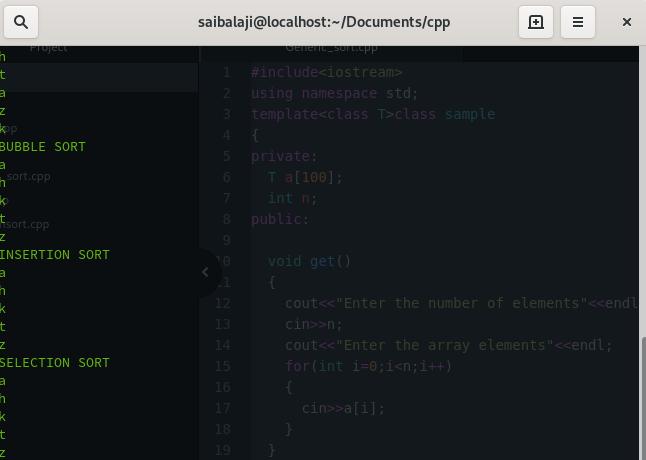 saibalaji@localhost:~/Documents/cpp
Project
Generic_sort.cpp
h
t
a
z
k
BUBBLE SORT
a
h
k
t
z
INSERTION SORT
a
h
k
t
z
SELECTION SORT
a
h
k
t
z
pp
sort.cpp
p
nsort.cpp
1 #include<iostream>
2 using namespace std;
3 template<class T>class sample
4 {
5 private:
6 T a[100];
7 int n;
8 public:
9
10 void get()
11 {
12 cout<<"Enter the number of elements"<<endl
13 cin>>n;
14 cout<<"Enter the array elements"<<endl;
15 for(int i=0;i<n;i++)
16 {
17 cin>>a[i];
18 }
19 }